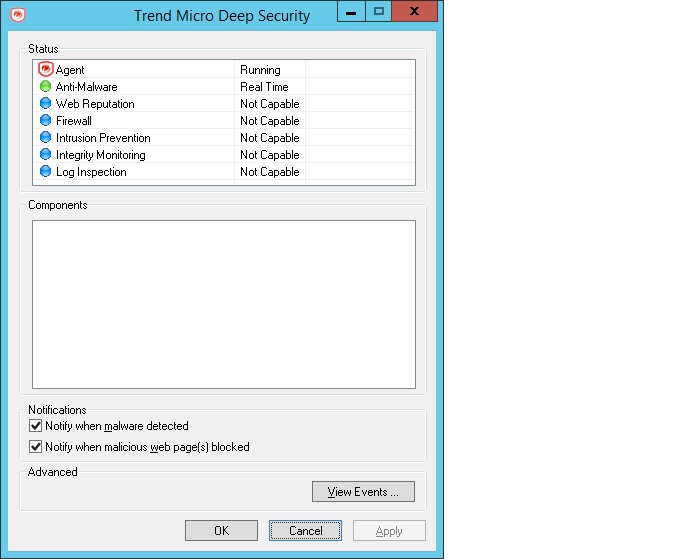 Trend Micro Deep Security
Status
Agent Running
Anti-Malware Real Time
Web Reputation Not Capable
Firewall Not Capable
Intrusion Prevention Not Capable
Integrity Monitoring Not Capable
Log Inspection Not Capable
Components
Notifications
Notify when malware detected
Notify when malicious web page(s) blocked
Advanced
View Events ...
OK Cancel Apply